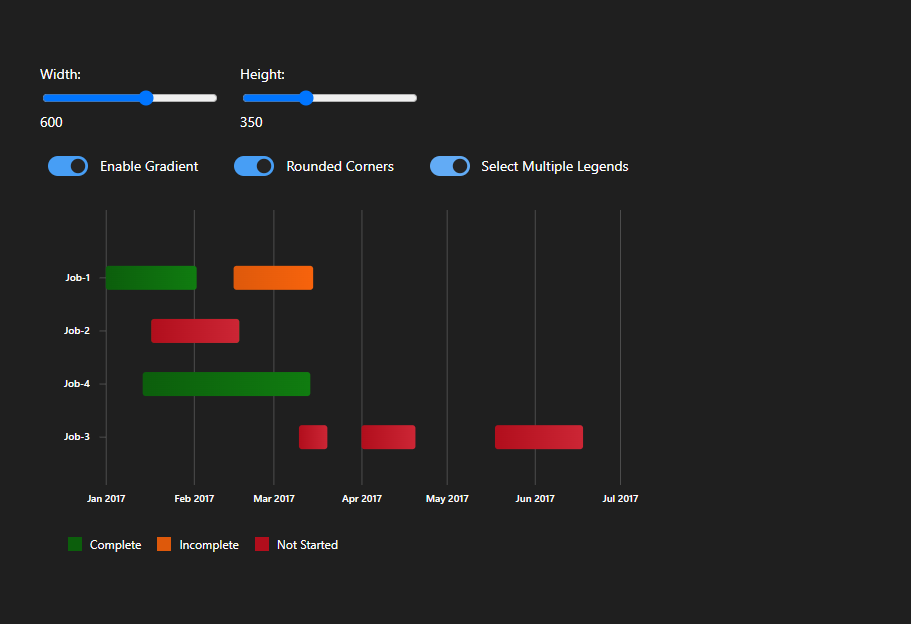 Width: Height:
600 350
Enable Gradient Rounded Corners Select Multiple Legends
Job-1
Job-2
Job-4
Job-3
Jan 2017 Feb 2017 Mar 2017 Apr 2017 May 2017 Jun 2017 Jul 2017
Complete Incomplete Not Started